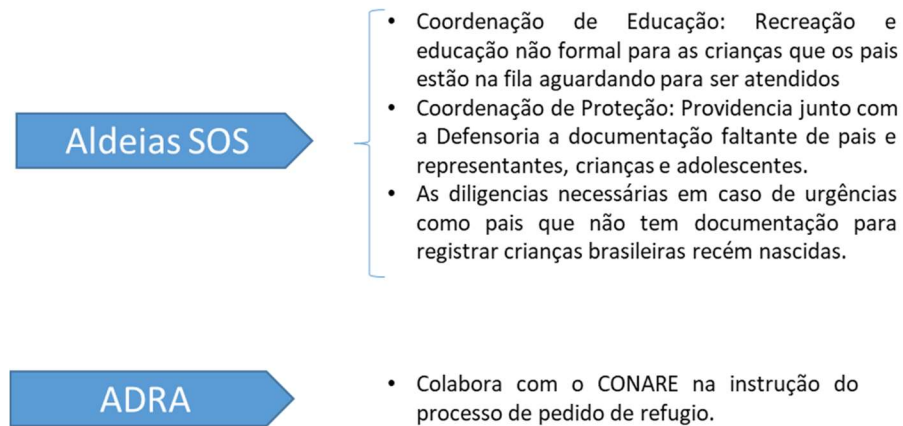 Aldeias SOS
• Coordenação de Educação: Recreação e
educação não formal para as crianças que os pais
estão na fila aguardando para ser atendidos
• Coordenação de Proteção: Providencia junto com
a Defensoria a documentação faltante de pais e
representantes, crianças e adolescentes.
• As diligencias necessárias em caso de urgências
como pais que não tem documentação para
registrar crianças brasileiras recém nascidas.
ADRA
• Colabora com o CONARE na instrução do
processo de pedido de refugio.